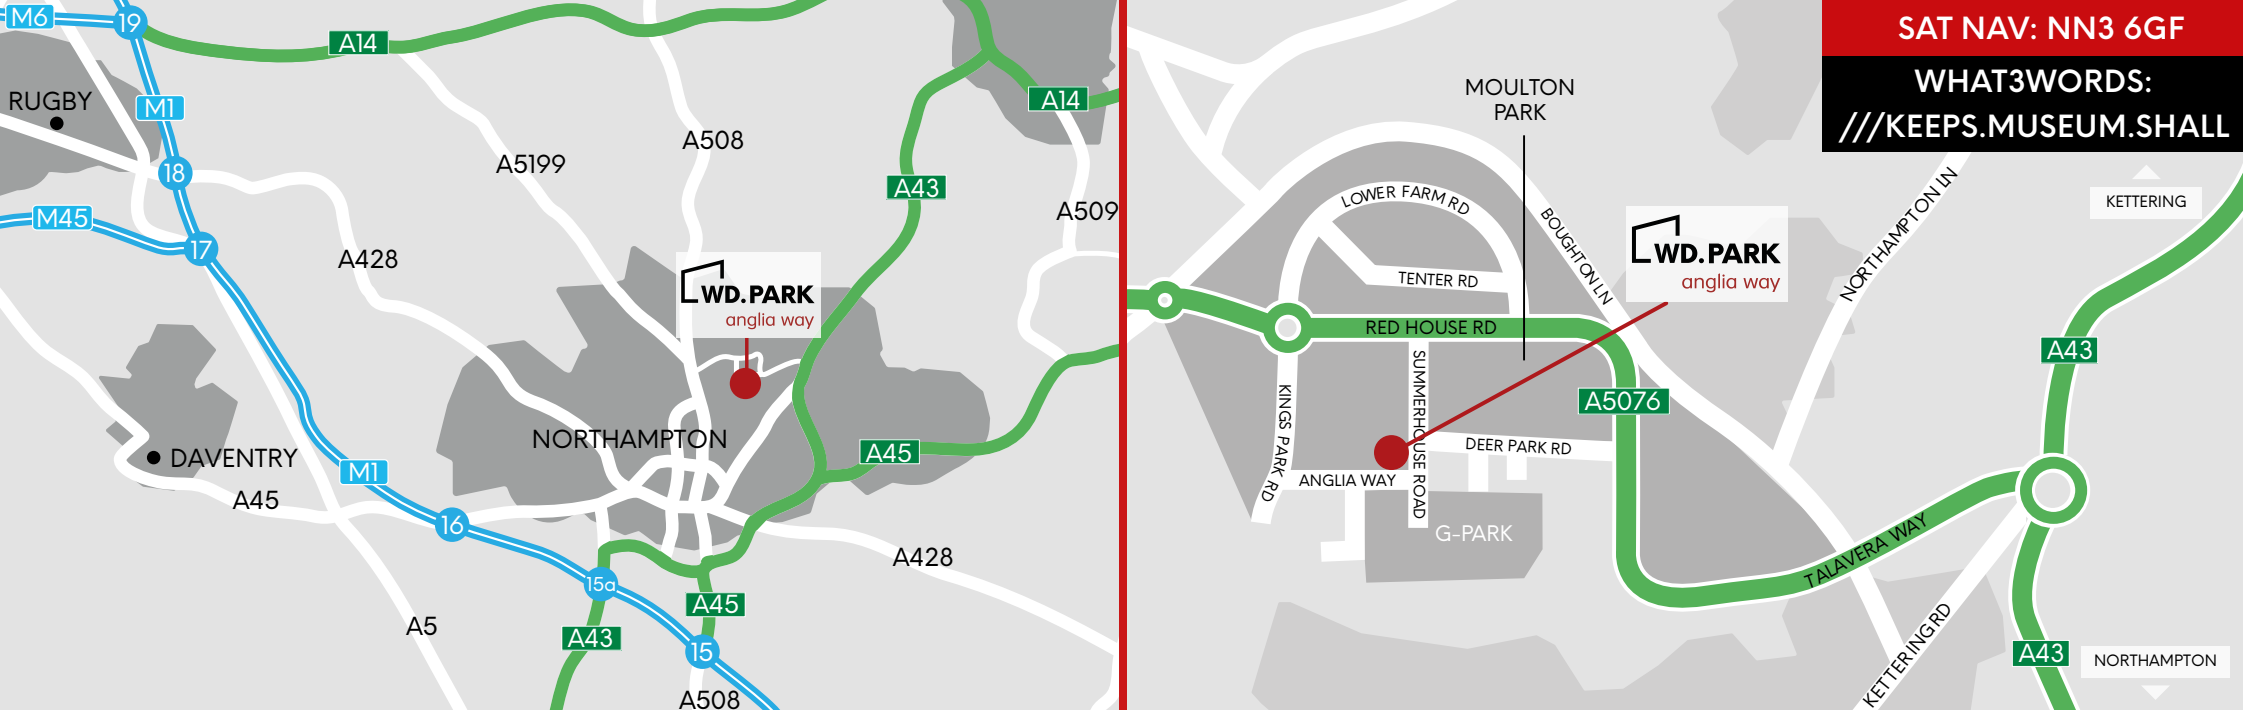 M6
19
A14
RUGBY
M1
A508
A14
A5199
18
A43
A509
M45
17
A428
WD.PARK
anglia way
NORTHAMPTON
DAVENTRY
M1
A45
A45
16
A428
15a
A45
A5
A43
15
A508
SAT NAV: NN3 6GF
WHAT3WORDS:
///KEEPS.MUSEUM.SHALL
MOULTON
PARK
LOWER FARM RD
BOUGHTON LN
NORTHAMPTON LN
KETTERING
WD.PARK
anglia way
TENTER RD
RED HOUSE RD
A43
SUMMERHOUSE ROAD
KINGS PARK RD
A5076
DEER PARK RD
ANGLIA WAY
G-PARK
TALAVERA WAY
KETTERING RD
A43
NORTHAMPTON